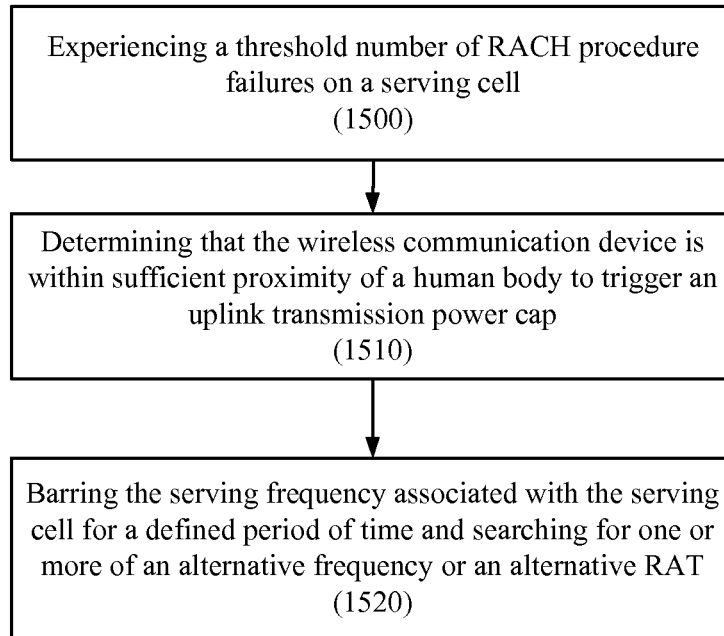 Experiencing a threshold number of RACH procedure
failures on a serving cell
(1500)
Determining that the wireless communication device is
within sufficient proximity of a human body to trigger an
uplink transmission power cap
(1510)
Barring the serving frequency associated with the serving
cell for a defined period of time and searching for one or
more of an alternative frequency or an alternative RAT
(1520)